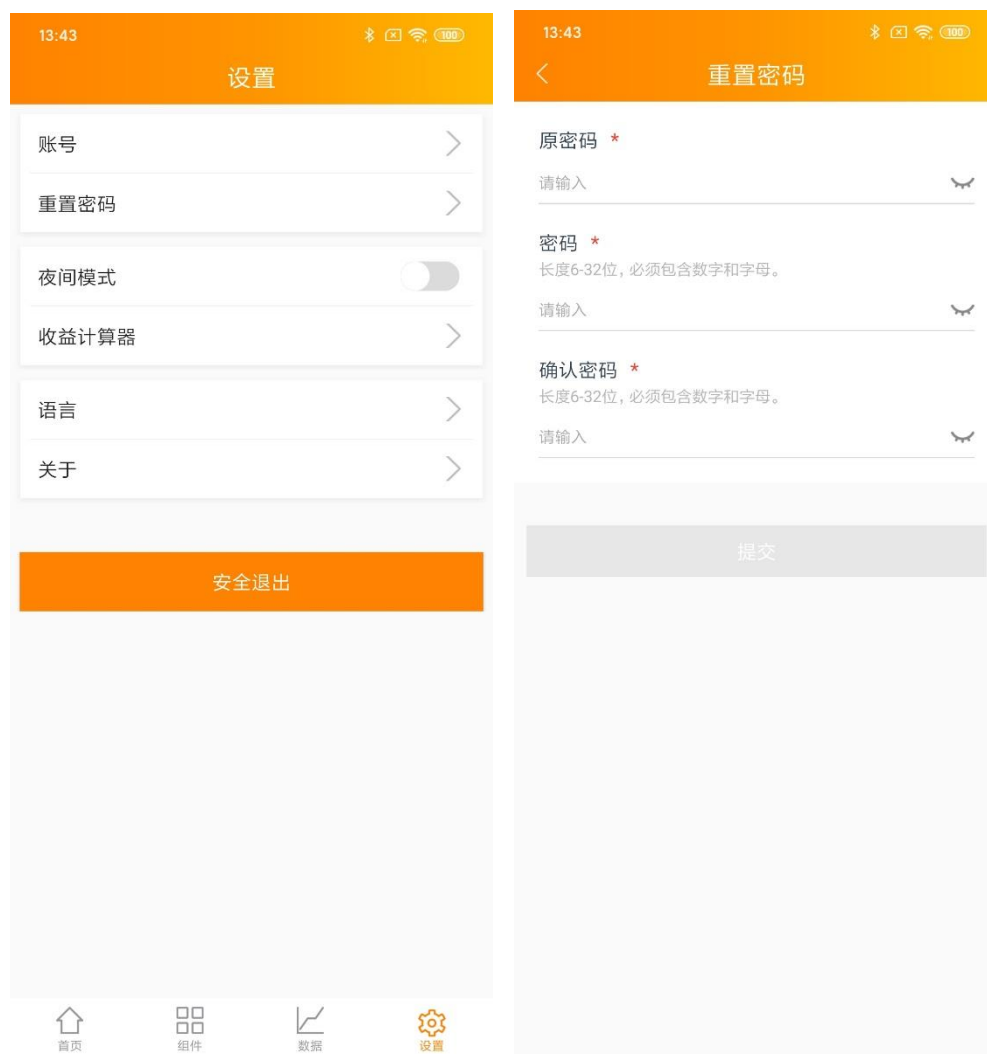 13:43
100
设置
账号
重置密码
夜间模式
收益计算器
语言
关于
安全退出
首页
组件
数据
设置
13:43
100
重置密码
原密码 *
请输入
密码 *
长度6-32位，必须包含数字和字母。
请输入
确认密码 *
长度6-32位，必须包含数字和字母。
请输入
提交